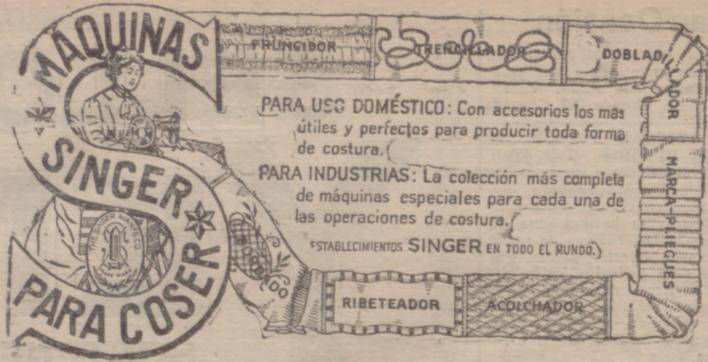 MÁQUINAS
SINGER
PARA COSER
FRUNCIDOR
TRENCILLADOR
DOBLADILLADOR
MARCA-PLIEGUES
PARA USO DOMÉSTICO: Con accesorios los mas
útiles y perfectos para producir toda forma
de costura.
PARA INDUSTRIAS: La colección más completa
de máquinas especiales para cada una de
las operaciones de costura.
ESTABLECIMIENTOS SINGER EN TODO EL MUNDO.)
BORDADO
RIBETEADOR
ACOLCHADOR